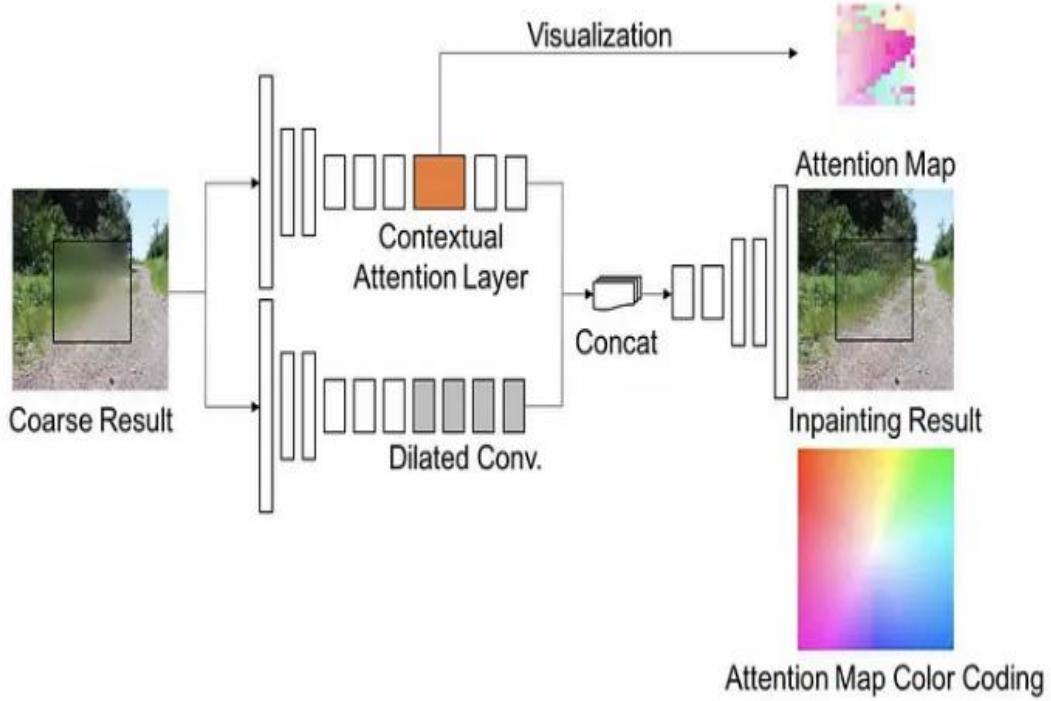 Visualization
Attention Map
Contextual
Attention Layer
Concat
Coarse Result
Inpainting Result
Dilated Conv.
Attention Map Color Coding